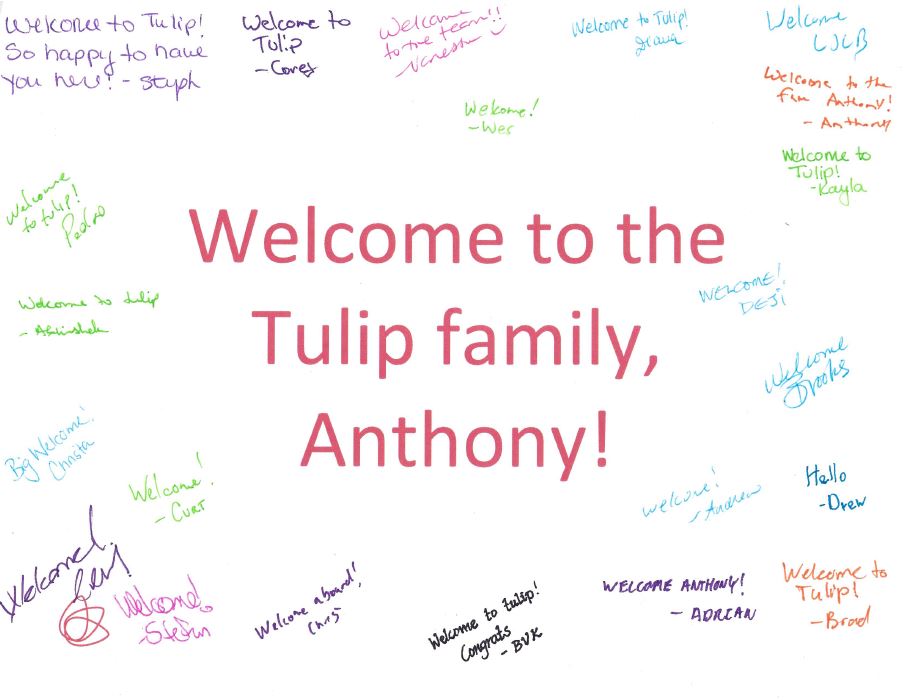 Welcome to Tulip!
So happy to have
you here! - Steph
Welcome to
Tulip
- Corey
Welcome
to the team!!
- Vanessa
Welcome to Tulip!
Welcome
Welcome!
- Wes
Welcome to the
fam Anthony!
- Anthony
Welcome to
Tulip!
- Kayla
Welcome
to tulip!
Pedro
Welcome to the
Tulip family,
Anthony!
WELCOME!
DEJi
Welcome to tulip
- Abhishek
Welcome
Brooks
Big Welcome!
Christa
Welcome!
- Curt
Welcome!
- Andrew
Hello
- Drew
Welcome!
Welcome!
- Stefan
Welcome aboard!
Chris
Welcome to tulip!
Congrats
- BVK
WELCOME ANTHONY!
- ADRIAN
Welcome to
Tulip!
- Brad